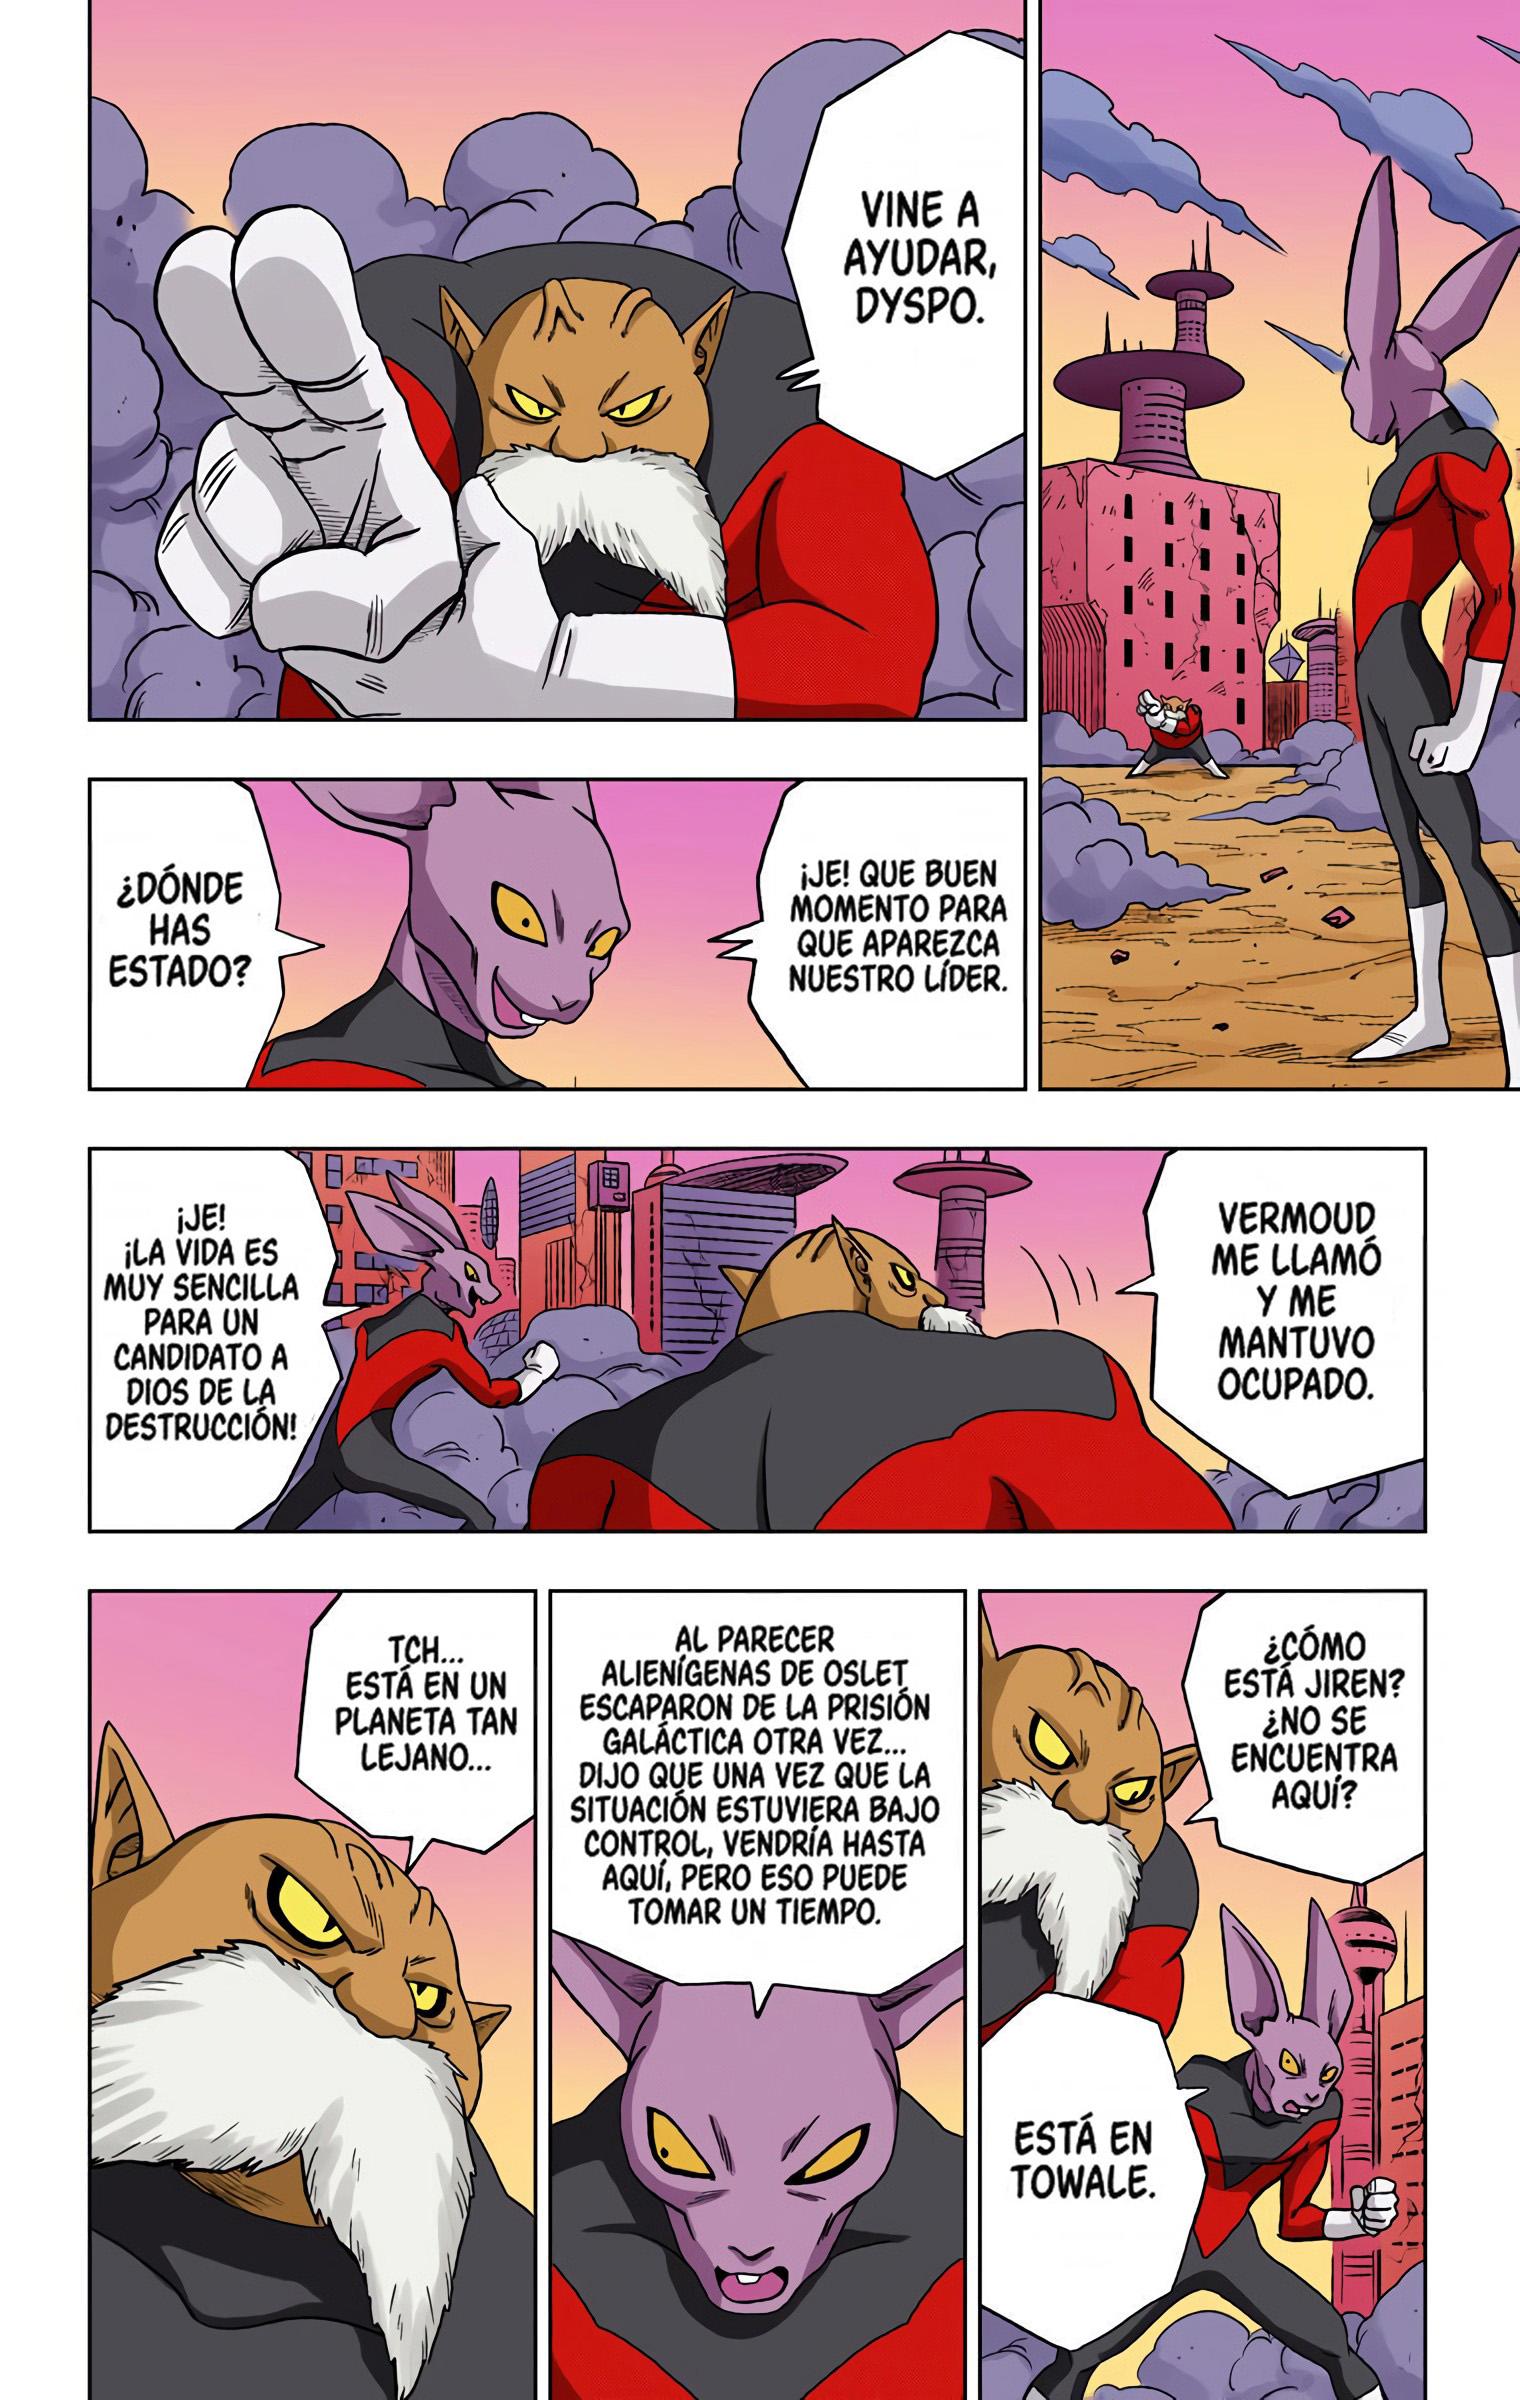 VINE A
AYUDAR,
DYSPO.
¡JE! QUE BUEN
MOMENTO PARA
QUE APAREZCA
NUESTRO LÍDER.
¿DÓNDE
HAS
ESTADO?
VERMOUD
ME LLAMÓ
Y ME
MANTUVO
OCUPADO.
¡JE!
¡LA VIDA ES
MUY SENCILLA
PARA UN
CANDIDATO A
DIOS DE LA
DESTRUCCIÓN!
¿CÓMO
ESTÁ JIREN?
¿NO SE
ENCUENTRA
AQUÍ?
ESTÁ EN
TOWALE.
AL PARECER
ALIENÍGENAS DE OSLET
ESCAPARON DE LA PRISIÓN
GALÁCTICA OTRA VEZ...
DIJO QUE UNA VEZ QUE LA
SITUACIÓN ESTUVIERA BAJO
CONTROL, VENDRÍA HASTA
AQUÍ, PERO ESO PUEDE
TOMAR UN TIEMPO.
TCH...
ESTÁ EN UN
PLANETA TAN
LEJANO...